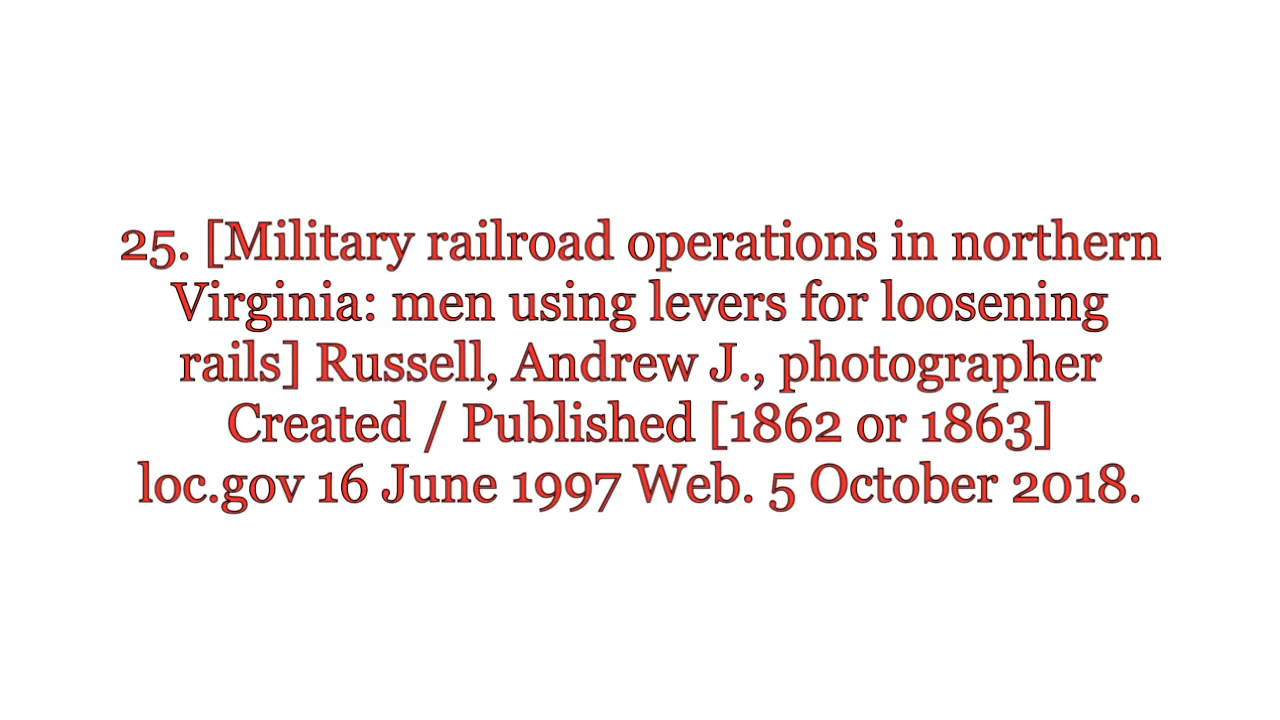 25. [Military railroad operations in northern
Virginia: men using levers for loosening
rails] Russell, Andrew J., photographer
Created / Published [1862 or 1863]
loc.gov 16 June 1997 Web. 5 October 2018.